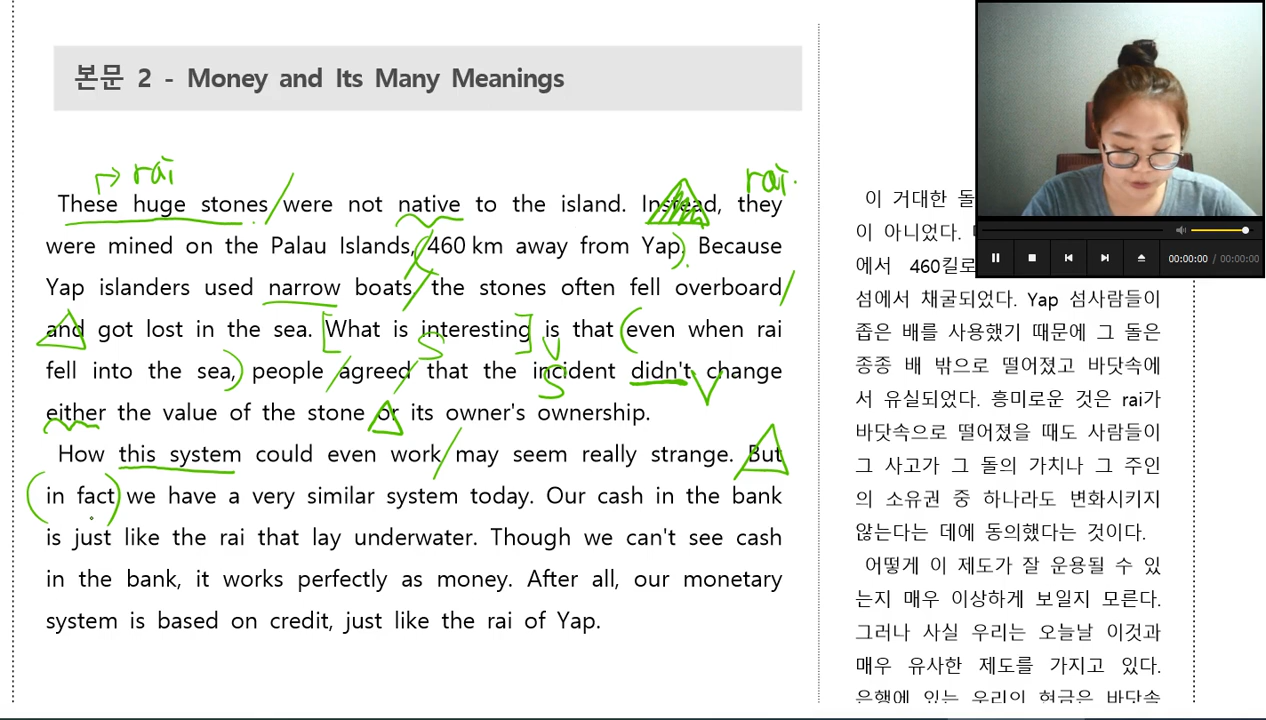 본문 2 - Money and Its Many Meanings
rai
rai.
These huge stones were not native to the island. Instead, they
were mined on the Palau Islands, 460 km away from Yap. Because
Yap islanders used narrow boats, the stones often fell overboard
and got lost in the sea. What is interesting is that even when rai
S V
fell into the sea, people agreed that the incident didn't change
S V
either the value of the stone or its owner's ownership.
How this system could even work may seem really strange. But
in fact we have a very similar system today. Our cash in the bank
is just like the rai that lay underwater. Though we can't see cash
in the bank, it works perfectly as money. After all, our monetary
system is based on credit, just like the rai of Yap.
이 거대한 돌
이 아니었다.
에서 460킬로
섬에서 채굴되었다. Yap 섬사람들이
좁은 배를 사용했기 때문에 그 돌은
종종 배 밖으로 떨어졌고 바닷속에
서 유실되었다. 흥미로운 것은 rai가
바닷속으로 떨어졌을 때도 사람들이
그 사고가 그 돌의 가치나 그 주인
의 소유권 중 하나라도 변화시키지
않는다는 데에 동의했다는 것이다.
어떻게 이 제도가 잘 운용될 수 있
는지 매우 이상하게 보일지 모른다.
그러나 사실 우리는 오늘날 이것과
매우 유사한 제도를 가지고 있다.
은행에 있는 우리의 현금은 바닷속
00:00:00 / 00:00:00